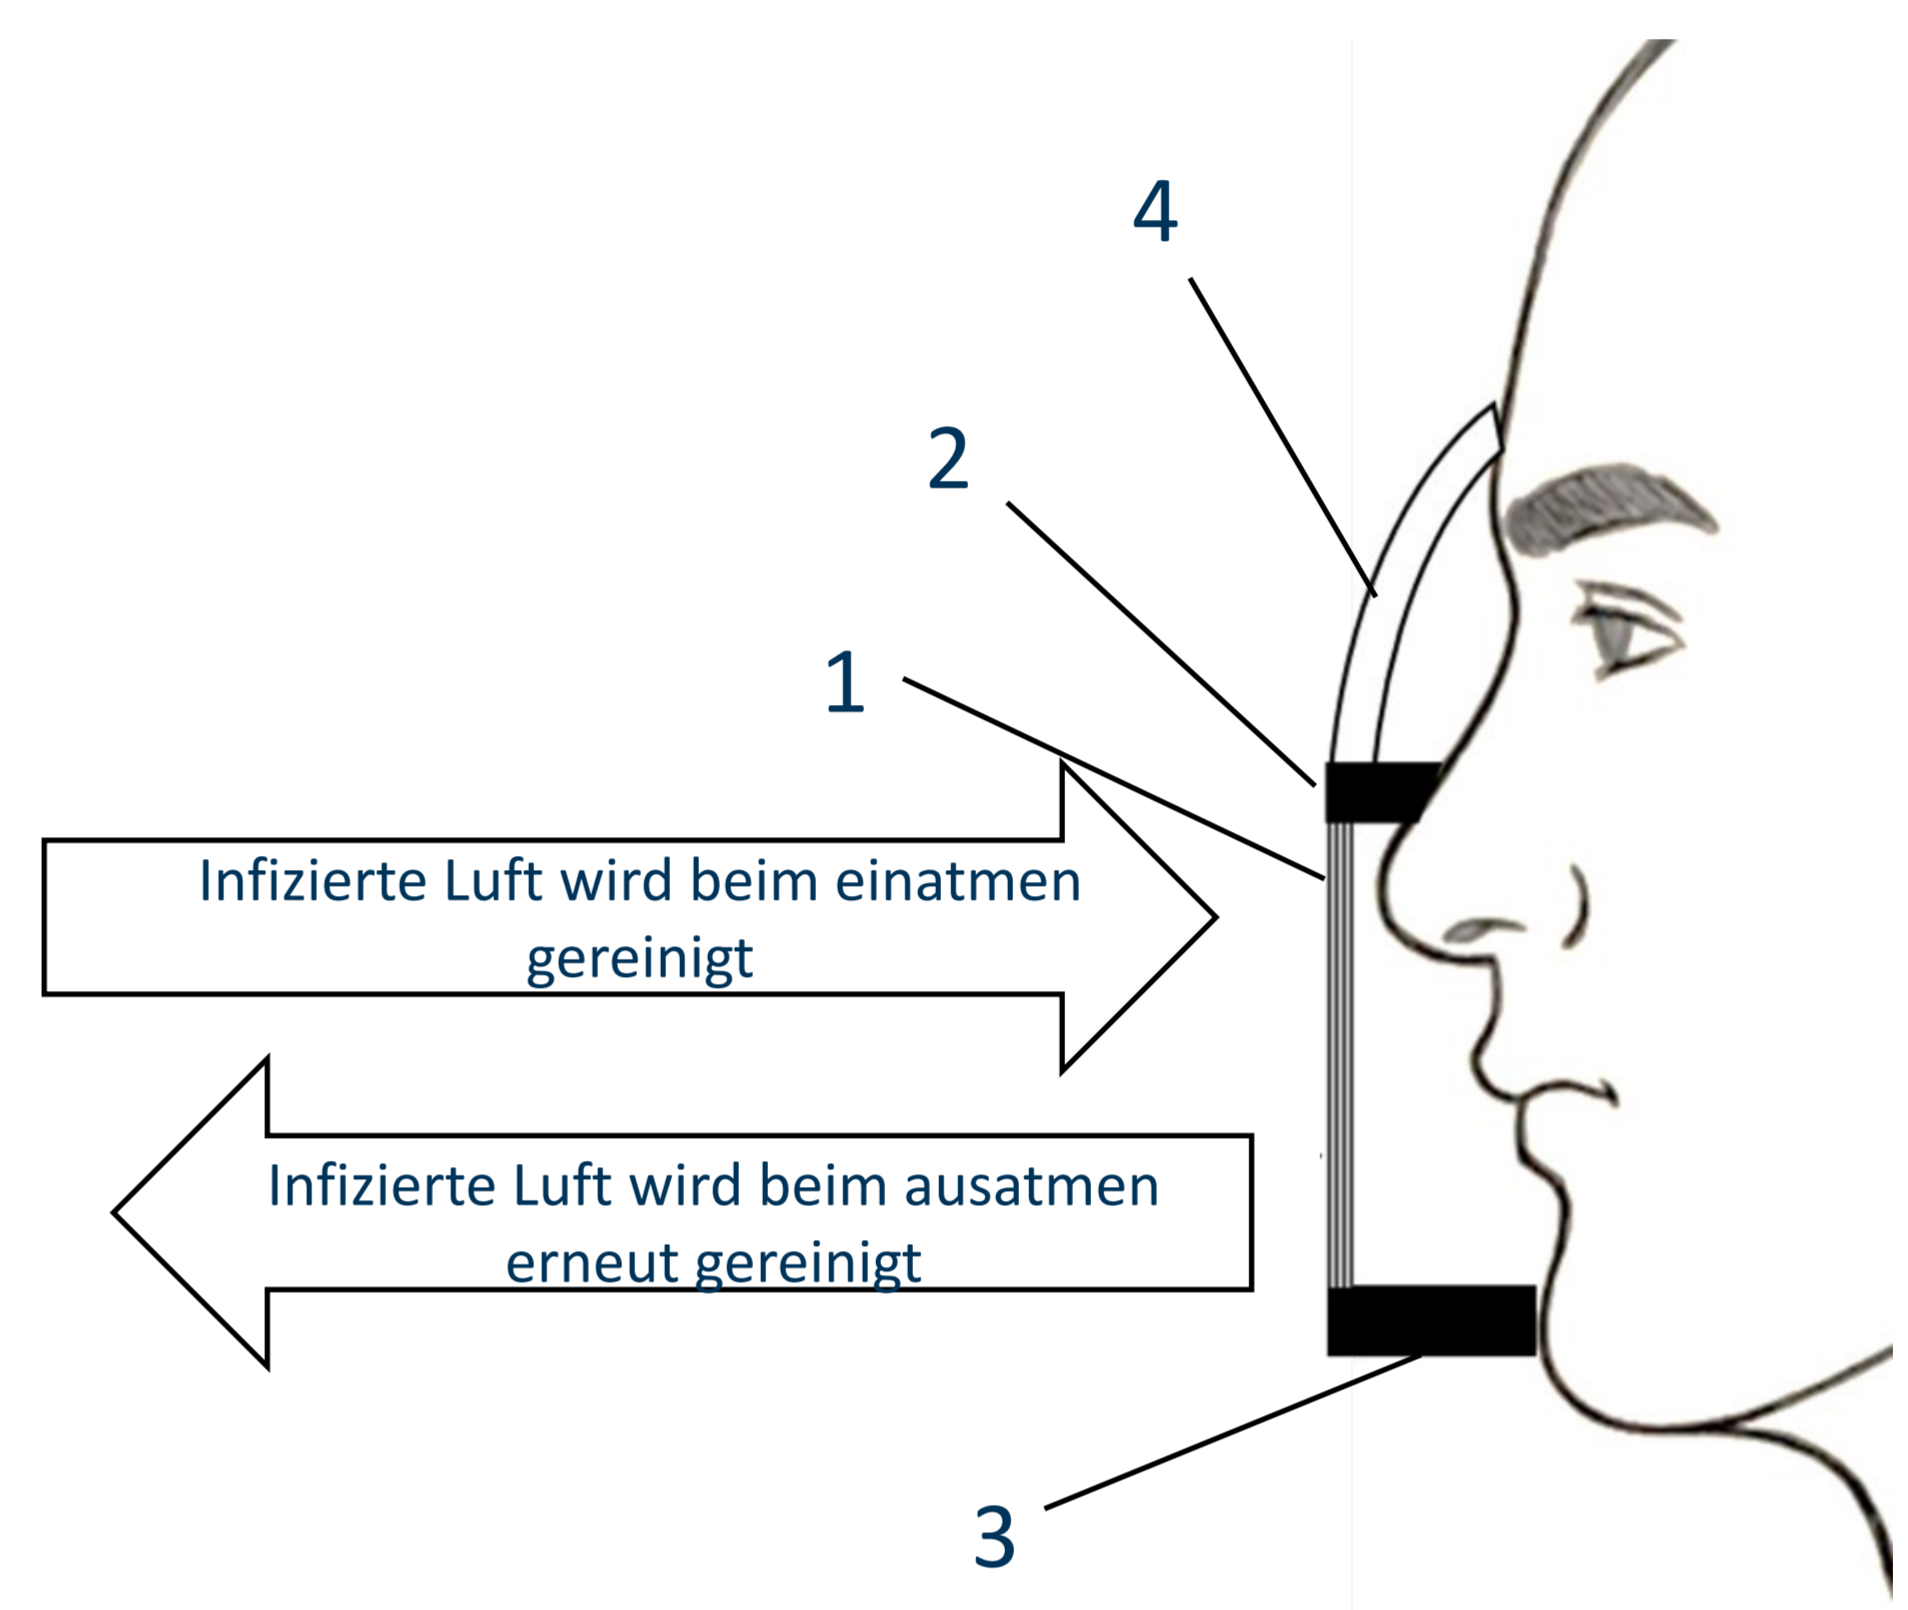 4
2
1
Infizierte Luft wird beim einatmen
gereinigt
Infizierte Luft wird beim ausatmen
erneut gereinigt
3